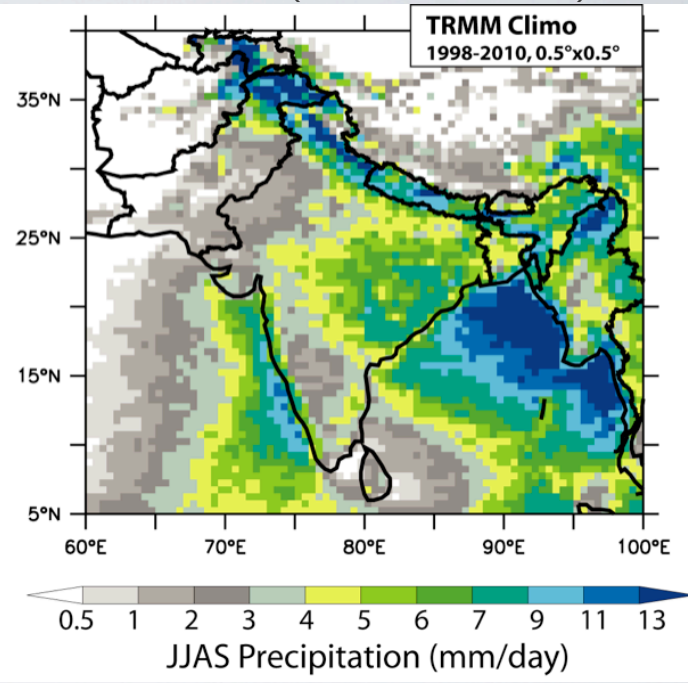 TRMM Climo
1998-2010, 0.5°x0.5°
35°N
25°N
15°N
5°N
60°E 70°E 80°E 90°E 100°E
0.5 1 2 3 4 5 6 7 9 11 13
JJAS Precipitation (mm/day)